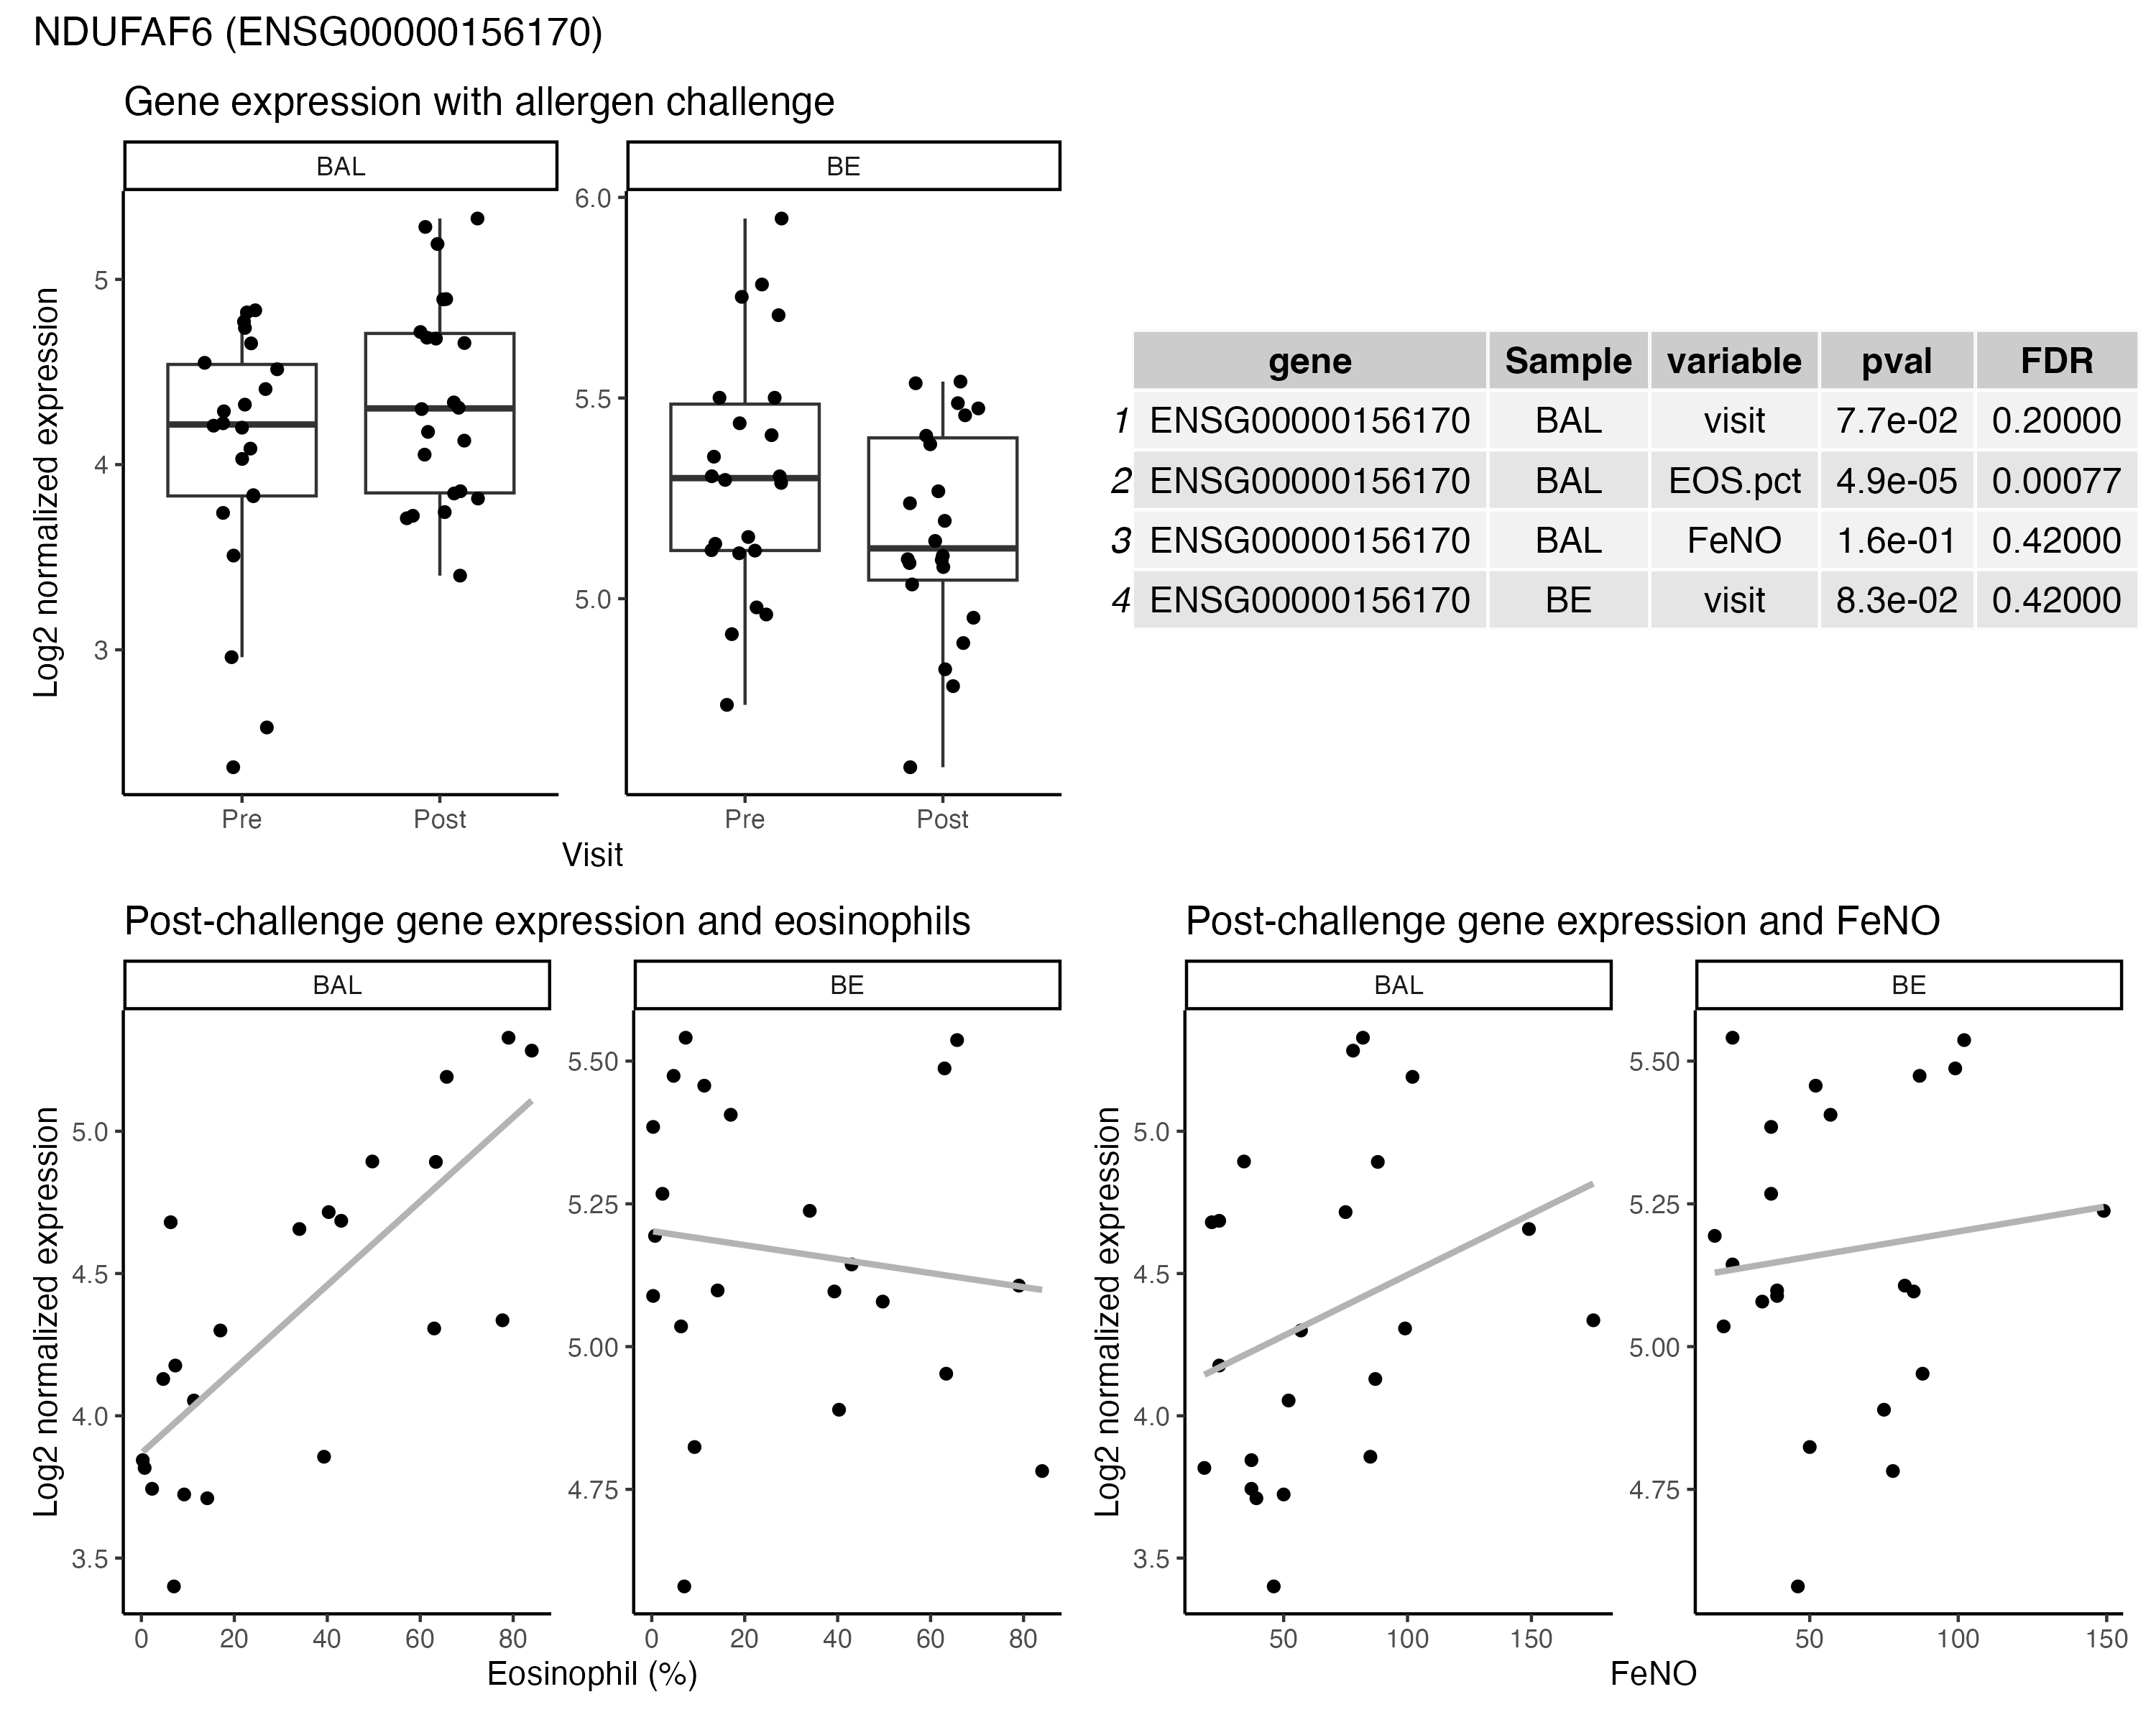 NDUFAF6 (ENSG00000156170)
Gene expression with allergen challenge
BAL
BE
Log2 normalized expression
5
4
3
6.0
5.5
5.0
Pre
Post
Pre
Post
Visit
gene Sample variable pval FDR
1 ENSG00000156170 BAL visit 7.7e-02 0.20000
2 ENSG00000156170 BAL EOS.pct 4.9e-05 0.00077
3 ENSG00000156170 BAL FeNO 1.6e-01 0.42000
4 ENSG00000156170 BE visit 8.3e-02 0.42000
Post-challenge gene expression and eosinophils
BAL
BE
Log2 normalized expression
5.0
4.5
4.0
3.5
5.50
5.25
5.00
4.75
0 20 40 60 80
0 20 40 60 80
Eosinophil (%)
Post-challenge gene expression and FeNO
BAL
BE
Log2 normalized expression
5.0
4.5
4.0
3.5
5.50
5.25
5.00
4.75
50 100 150
50 100 150
FeNO